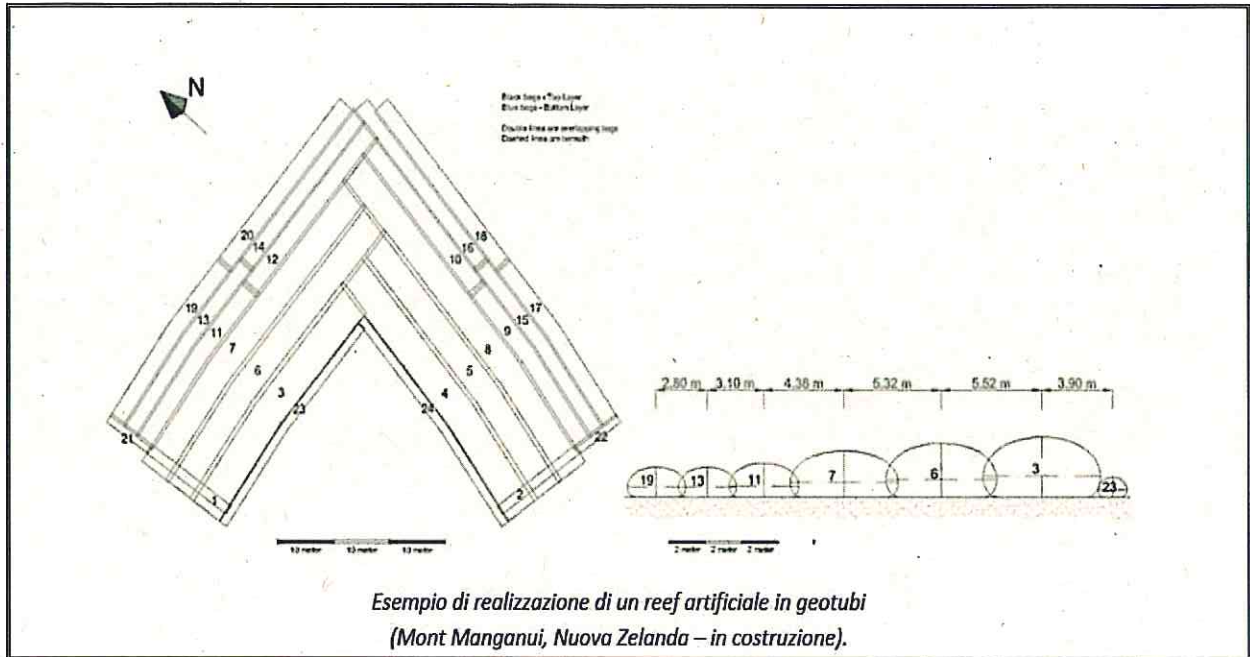 N
Black bags = Top Layer
Blue bags = Bottom Layer
Double lines are overlapping bags
Dashed lines are beneath
20
14
12
18
16
10
19
13
11
7
17
15
9
8
6
5
3
4
23
24
21
22
1
2
10 meter 10 meter 10 meter
2.80 m 3.10 m 4.38 m 5.32 m 5.52 m 3.90 m
19 13 11 7 6 3 23
2 meter 2 meter 2 meter
Esempio di realizzazione di un reef artificiale in geotubi
(Mont Manganui, Nuova Zelanda – in costruzione).